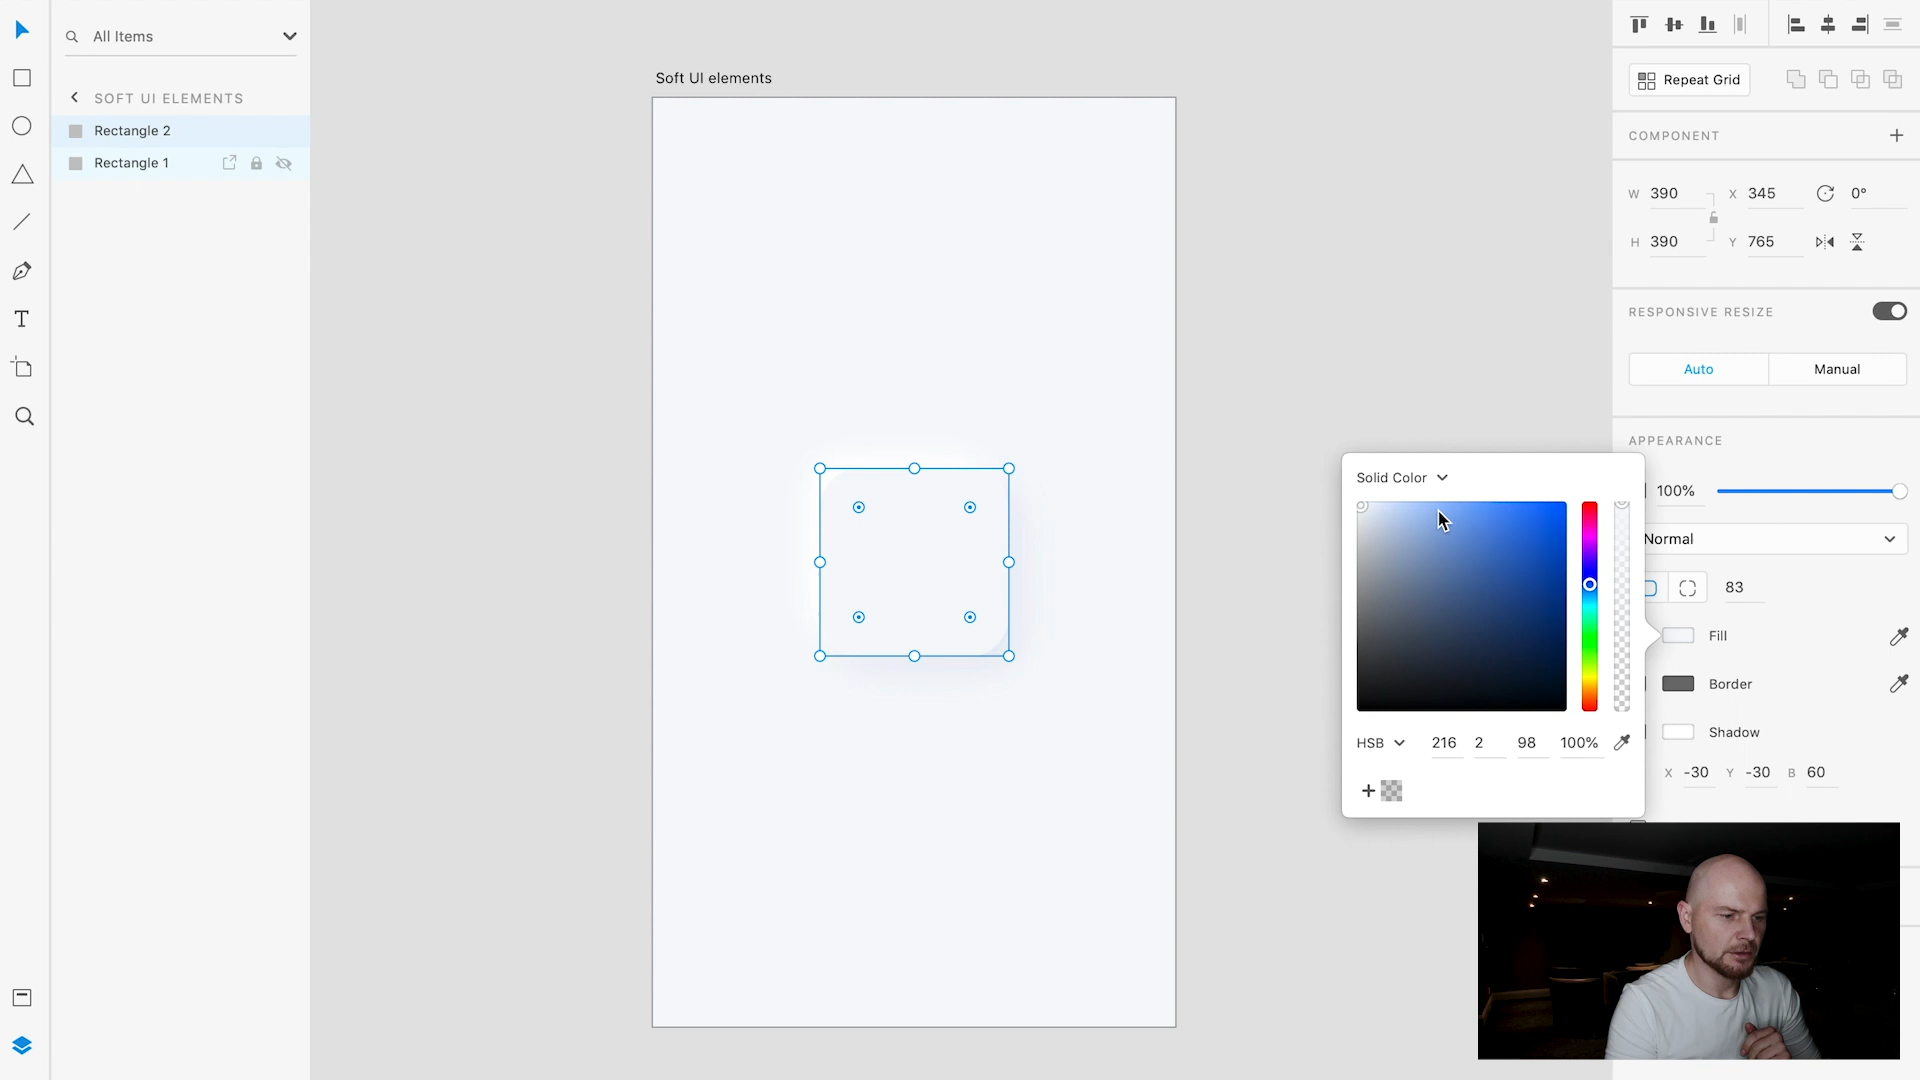 All Items
SOFT UI ELEMENTS
Rectangle 2
Rectangle 1
Soft UI elements
Repeat Grid
COMPONENT
W 390 X 345 0°
H 390 Y 765
RESPONSIVE RESIZE
Auto Manual
APPEARANCE
100%
Normal
83
Fill
Border
Shadow
X -30 Y -30 B 60
Solid Color
HSB 216 2 98 100%